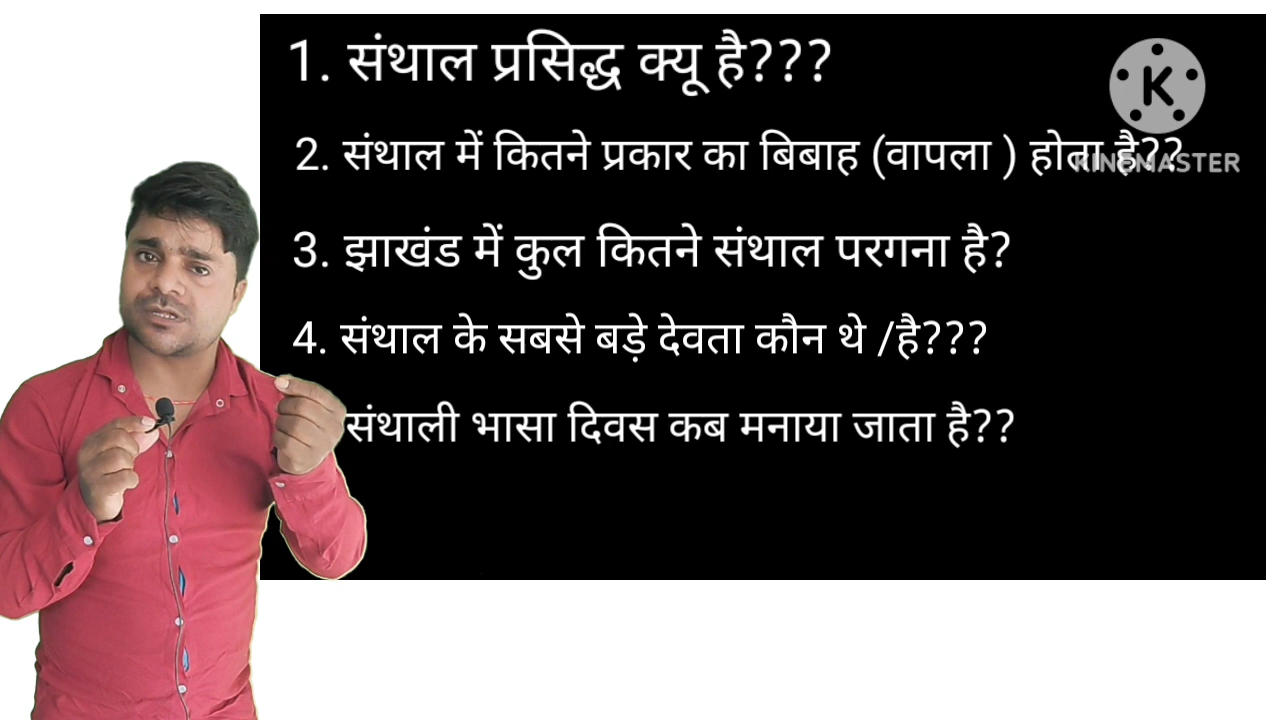 1. संथाल प्रसिद्ध क्यू है???
K
2. संथाल में कितने प्रकार का बिबाह (वापला ) होता है??
KINEMASTER
3. झाखंड में कुल कितने संथाल परगना है?
4. संथाल के सबसे बड़े देवता कौन थे /है???
संथाली भासा दिवस कब मनाया जाता है??